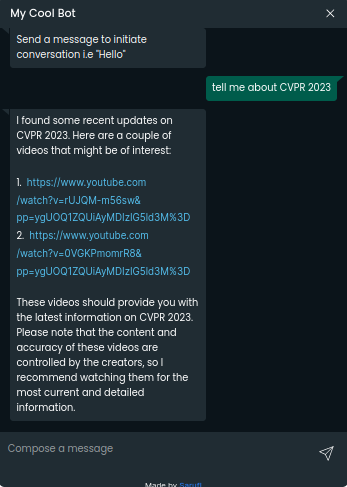 My Cool Bot
Send a message to initiate
conversation i.e "Hello"
tell me about CVPR 2023
I found some recent updates on
CVPR 2023. Here are a couple of
videos that might be of interest:
1. https://www.youtube.com
/watch?v=rUJQM-m56sw&
pp=ygUOQ1ZQUiAyMDIzIG5ld3M%3D
2. https://www.youtube.com
/watch?v=0VGKPmomrR8&
pp=ygUOQ1ZQUiAyMDIzIG5ld3M%3D
These videos should provide you with
the latest information on CVPR 2023.
Please note that the content and
accuracy of these videos are
controlled by the creators, so I
recommend watching them for the
most current and detailed
information.
Compose a message
Made by Sarufi